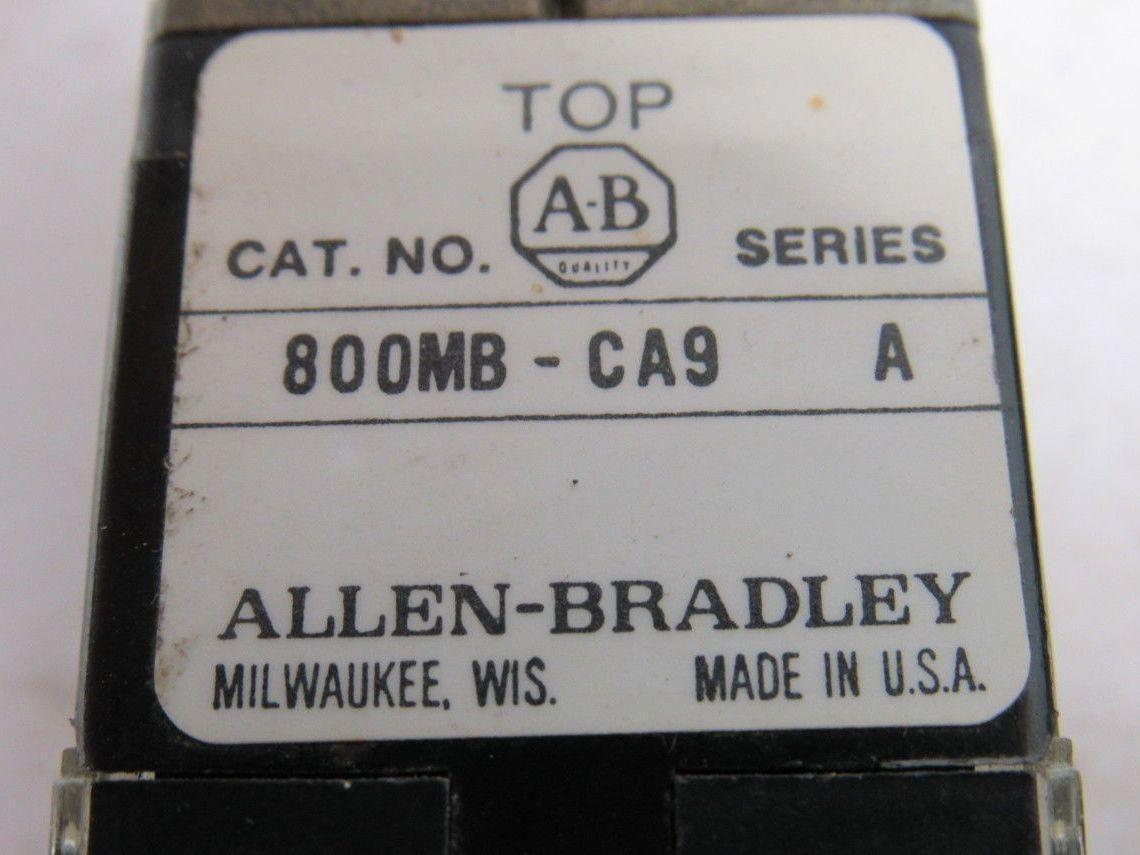 TOP
A-B
QUALITY
CAT. NO.
SERIES
800MB - CA9 A
ALLEN-BRADLEY
MILWAUKEE, WIS. MADE IN U.S.A.